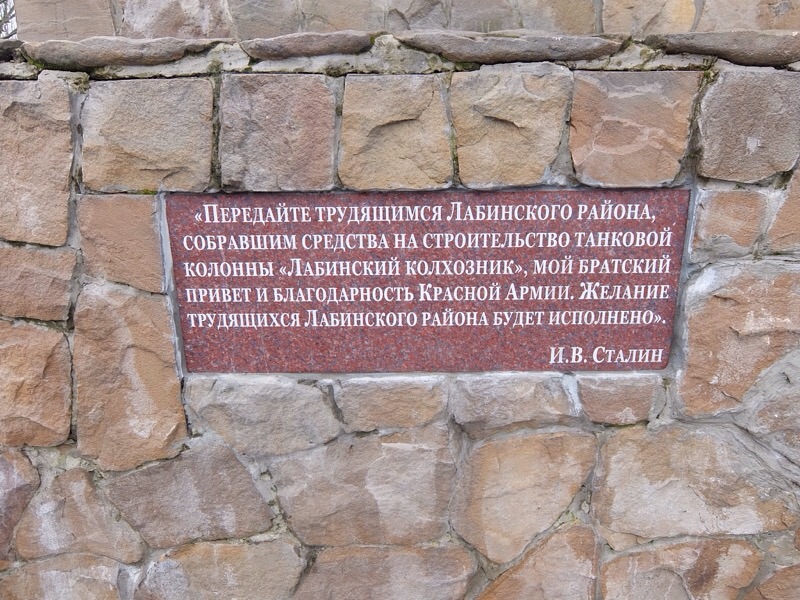 «Передайте трудящимся Лабинского района,
собравшим средства на строительство танковой
колонны «Лабинский колхозник», мой братский
привет и благодарность Красной Армии. Желание
трудящихся Лабинского района будет исполнено».
И.В. Сталин